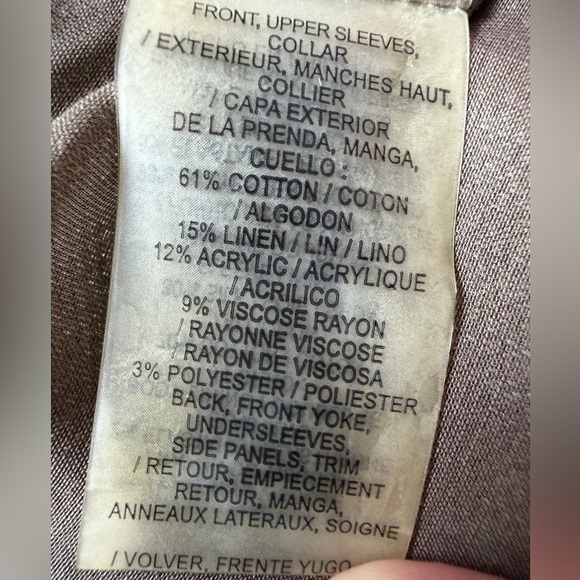 FRONT, UPPER SLEEVES,
COLLAR
/ EXTERIEUR, MANCHES HAUT,
COLLIER
/ CAPA EXTERIOR
DE LA PRENDA, MANGA,
CUELLO :
61% COTTON / COTON
/ ALGODON
15% LINEN / LIN / LINO
12% ACRYLIC / ACRYLIQUE
/ ACRILICO
9% VISCOSE RAYON
/ RAYONNE VISCOSE
/ RAYON DE VISCOSA
3% POLYESTER / POLIESTER
BACK, FRONT YOKE,
UNDERSLEEVES,
SIDE PANELS, TRIM
/ RETOUR, EMPIECEMENT
RETOUR, MANGA,
ANNEAUX LATERAUX, SOIGNE
/ VOLVER, FRENTE YUGO